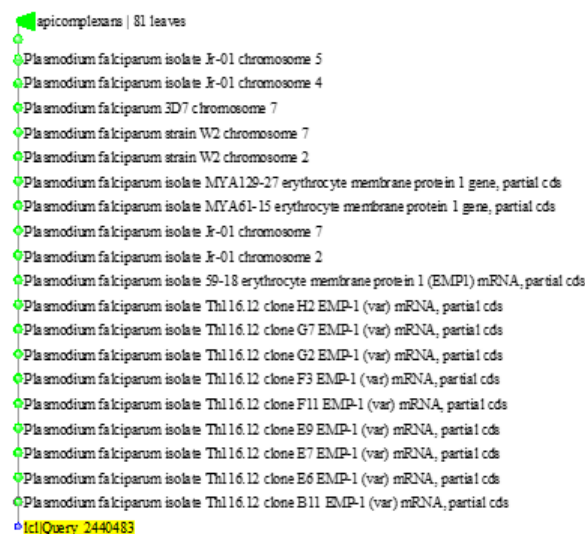 apicomplexans | 81 leaves
Plasmodium falciparum isolate Jr-01 chromosome 5
Plasmodium falciparum isolate Jr-01 chromosome 4
Plasmodium falciparum 3D7 chromosome 7
Plasmodium falciparum strain W2 chromosome 7
Plasmodium falciparum strain W2 chromosome 2
Plasmodium falciparum isolate MYA129-27 erythrocyte membrane protein 1 gene, partial cds
Plasmodium falciparum isolate MYA61-15 erythrocyte membrane protein 1 gene, partial cds
Plasmodium falciparum isolate Jr-01 chromosome 7
Plasmodium falciparum isolate Jr-01 chromosome 2
Plasmodium falciparum isolate 59-18 erythrocyte membrane protein 1 (EMP1) mRNA, partial cds
Plasmodium falciparum isolate Th116.12 clone H2 EMP-1 (var) mRNA, partial cds
Plasmodium falciparum isolate Th116.12 clone G7 EMP-1 (var) mRNA, partial cds
Plasmodium falciparum isolate Th116.12 clone G2 EMP-1 (var) mRNA, partial cds
Plasmodium falciparum isolate Th116.12 clone F3 EMP-1 (var) mRNA, partial cds
Plasmodium falciparum isolate Th116.12 clone F11 EMP-1 (var) mRNA, partial cds
Plasmodium falciparum isolate Th116.12 clone E9 EMP-1 (var) mRNA, partial cds
Plasmodium falciparum isolate Th116.12 clone E7 EMP-1 (var) mRNA, partial cds
Plasmodium falciparum isolate Th116.12 clone E6 EMP-1 (var) mRNA, partial cds
Plasmodium falciparum isolate Th116.12 clone B11 EMP-1 (var) mRNA, partial cds
lcl|Query_2440483